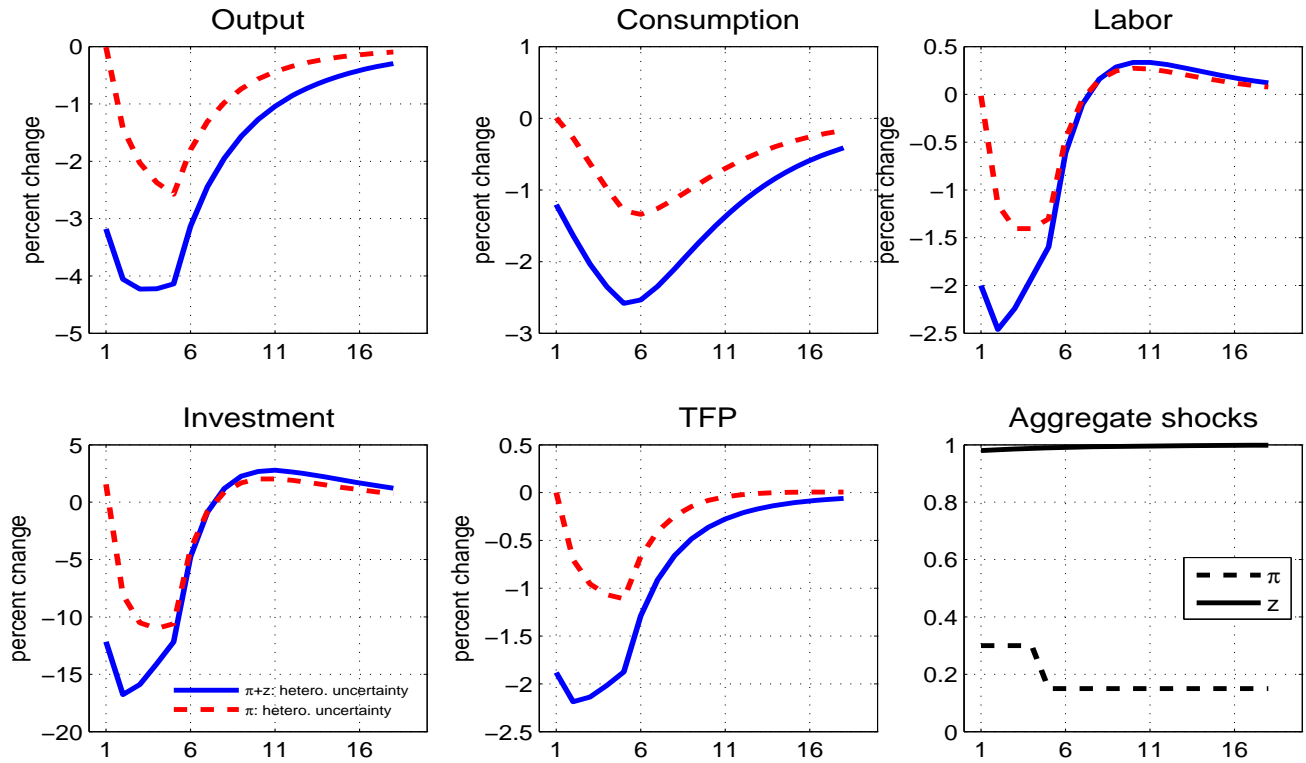 Output
Consumption
Labor
percent change
0
−1
−2
−3
−4
−5
1 6 11 16
percent change
1
0
−1
−2
−3
1 6 11 16
percent change
0.5
0
−0.5
−1
−1.5
−2
−2.5
1 6 11 16
Investment
TFP
Aggregate shocks
percent change
5
0
−5
−10
−15
−20
1 6 11 16
π+z: hetero. uncertainty
π: hetero. uncertainty
percent change
0.5
0
−0.5
−1
−1.5
−2
−2.5
1 6 11 16
1
0.8
0.6
0.4
0.2
0
1 6 11 16
π
z